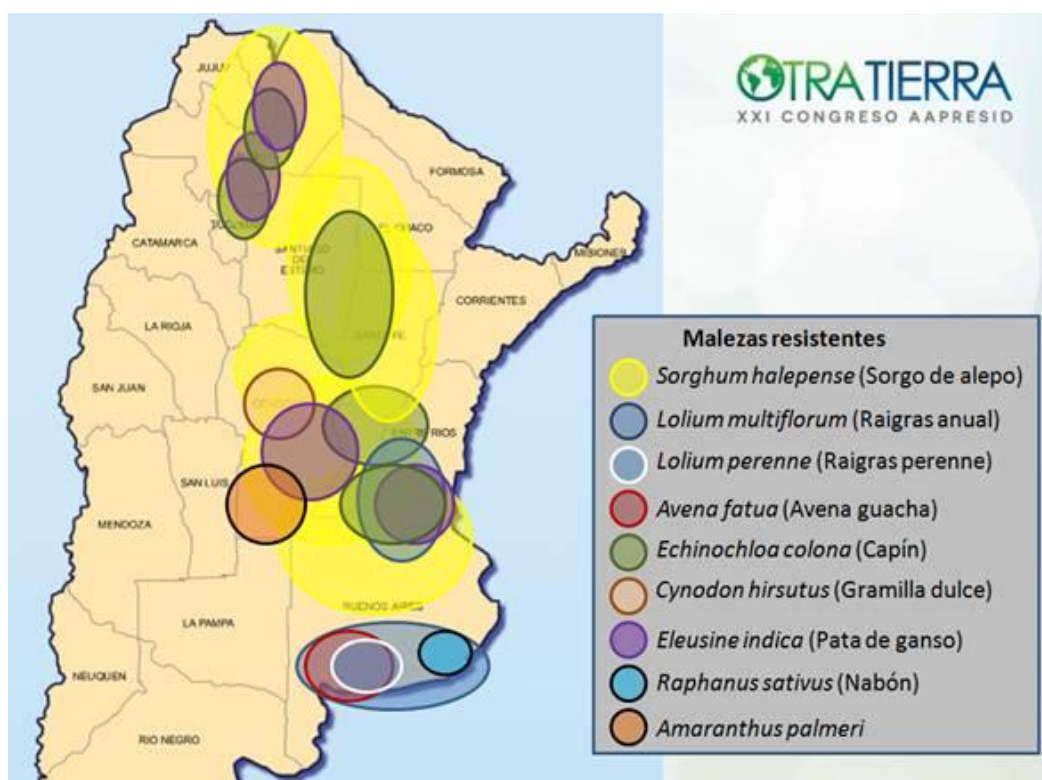 OTRATIERRA
XXI CONGRESO AAPRESID
JUJUY
FORMOSA
CATAMARCA
SANTIAGO
DEL
ESTERO
MISIONES
CORRIENTES
LA RIOJA
SANTA FE
SAN JUAN
SAN LUIS
MENDOZA
BUENOS AIRES
LA PAMPA
NEUQUEN
RIO NEGRO
Malezas resistentes
Sorghum halepense (Sorgo de alepo)
Lolium multiflorum (Raigras anual)
Lolium perenne (Raigras perenne)
Avena fatua (Avena guacha)
Echinochloa colona (Capín)
Cynodon hirsutus (Gramilla dulce)
Eleusine indica (Pata de ganso)
Raphanus sativus (Nabón)
Amaranthus palmeri